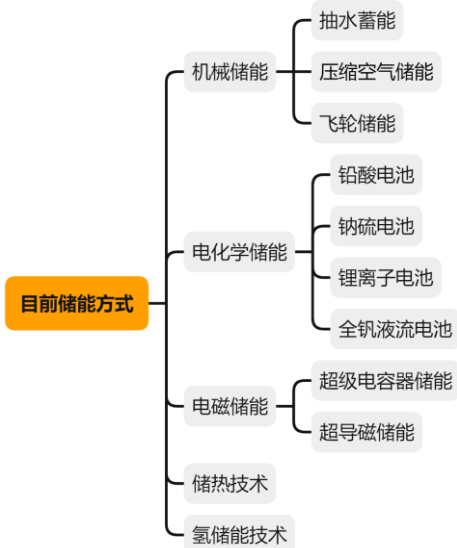 目前储能方式
机械储能
抽水蓄能
压缩空气储能
飞轮储能
电化学储能
铅酸电池
钠硫电池
锂离子电池
全钒液流电池
电磁储能
超级电容器储能
超导磁储能
储热技术
氢储能技术